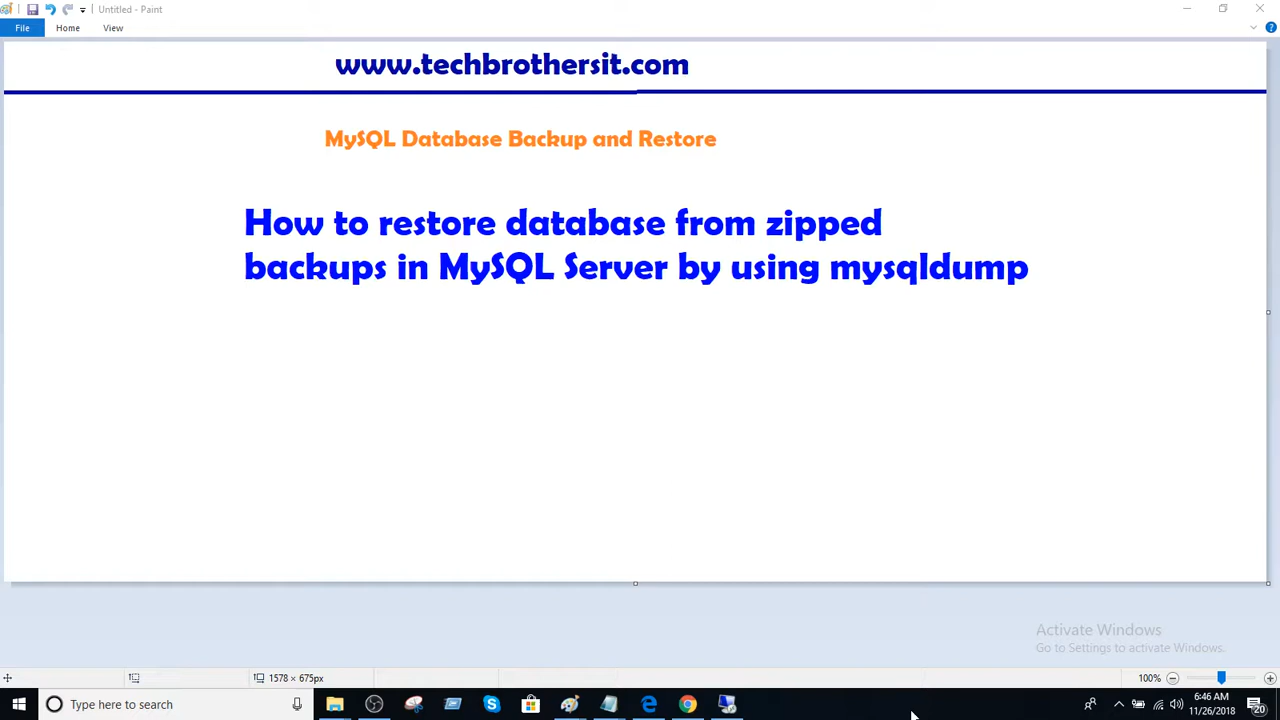 Untitled - Paint
File Home View
www.techbrothersit.com
MySQL Database Backup and Restore
How to restore database from zipped
backups in MySQL Server by using mysqldump
Activate Windows
Go to Settings to activate Windows.
1578 × 675px 100%
Type here to search
6:46 AM
11/26/2018
20